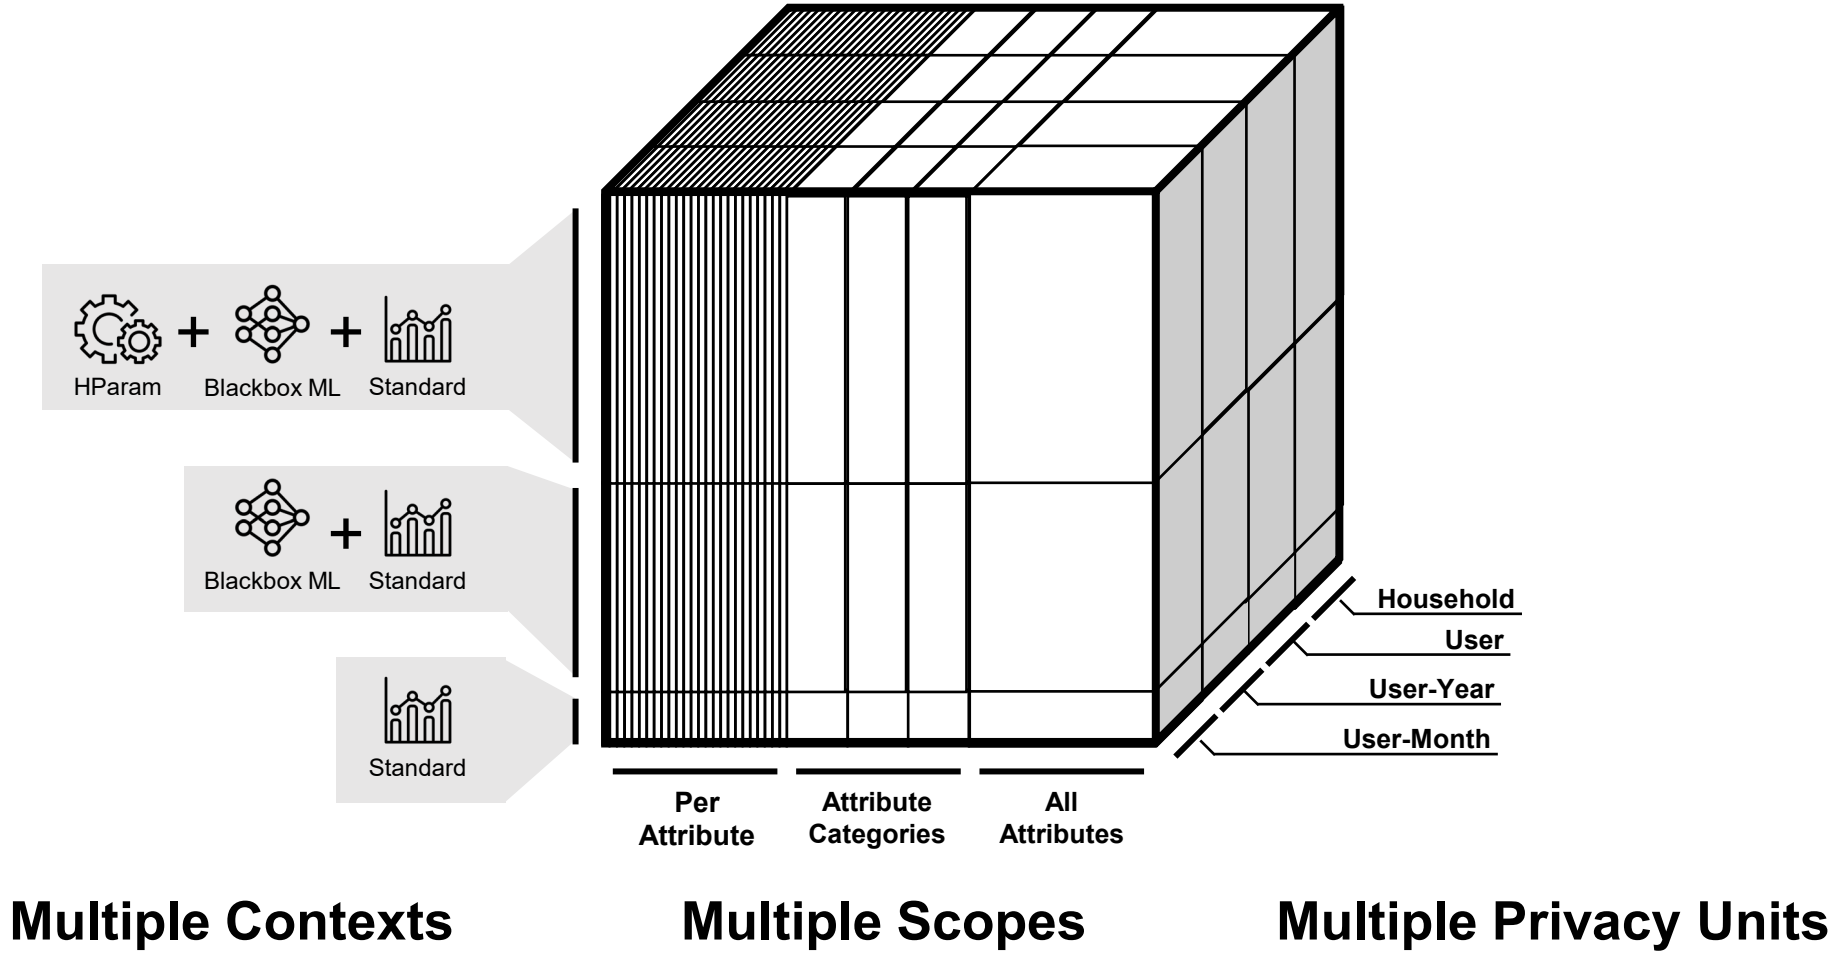 HParam
+
Blackbox ML
+
Standard
Blackbox ML
+
Standard
Standard
Household
User
User-Year
User-Month
Per
Attribute
Attribute
Categories
All
Attributes
Multiple Contexts
Multiple Scopes
Multiple Privacy Units